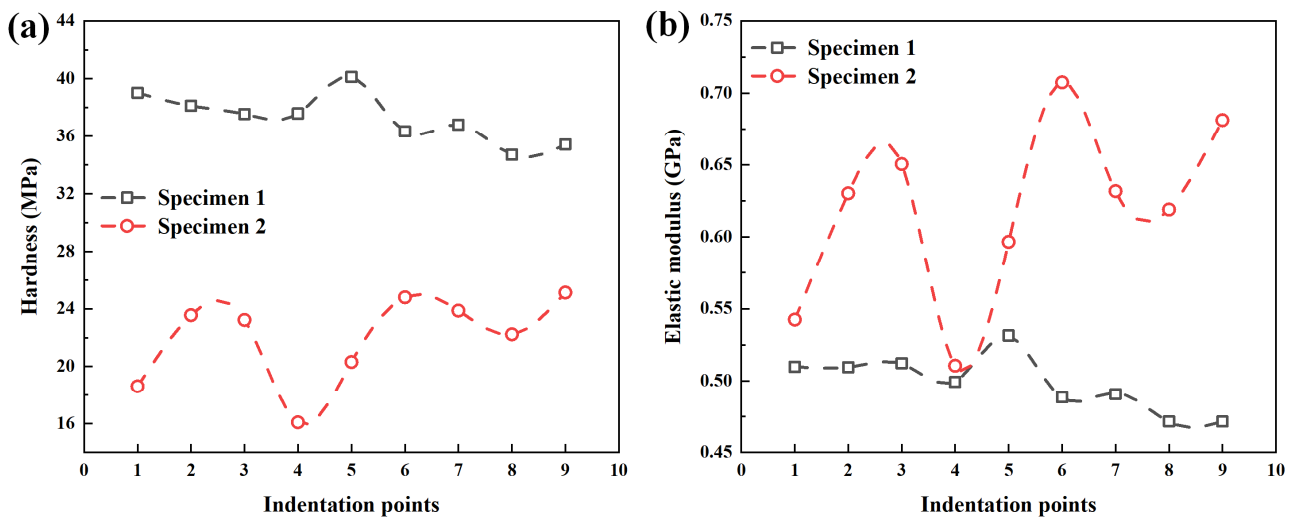 (a)
44
40
36
32
28
24
20
16
Hardness (MPa)
Specimen 1
Specimen 2
0 1 2 3 4 5 6 7 8 9 10
Indentation points
(b)
0.75
0.70
0.65
0.60
0.55
0.50
0.45
Elastic modulus (GPa)
Specimen 1
Specimen 2
0 1 2 3 4 5 6 7 8 9 10
Indentation points